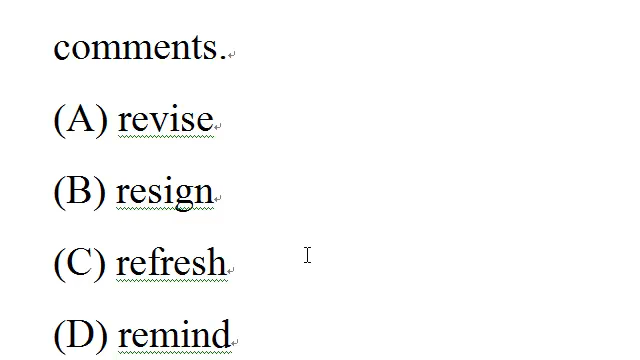 comments.
(A) revise
(B) resign
(C) refresh
(D) remind